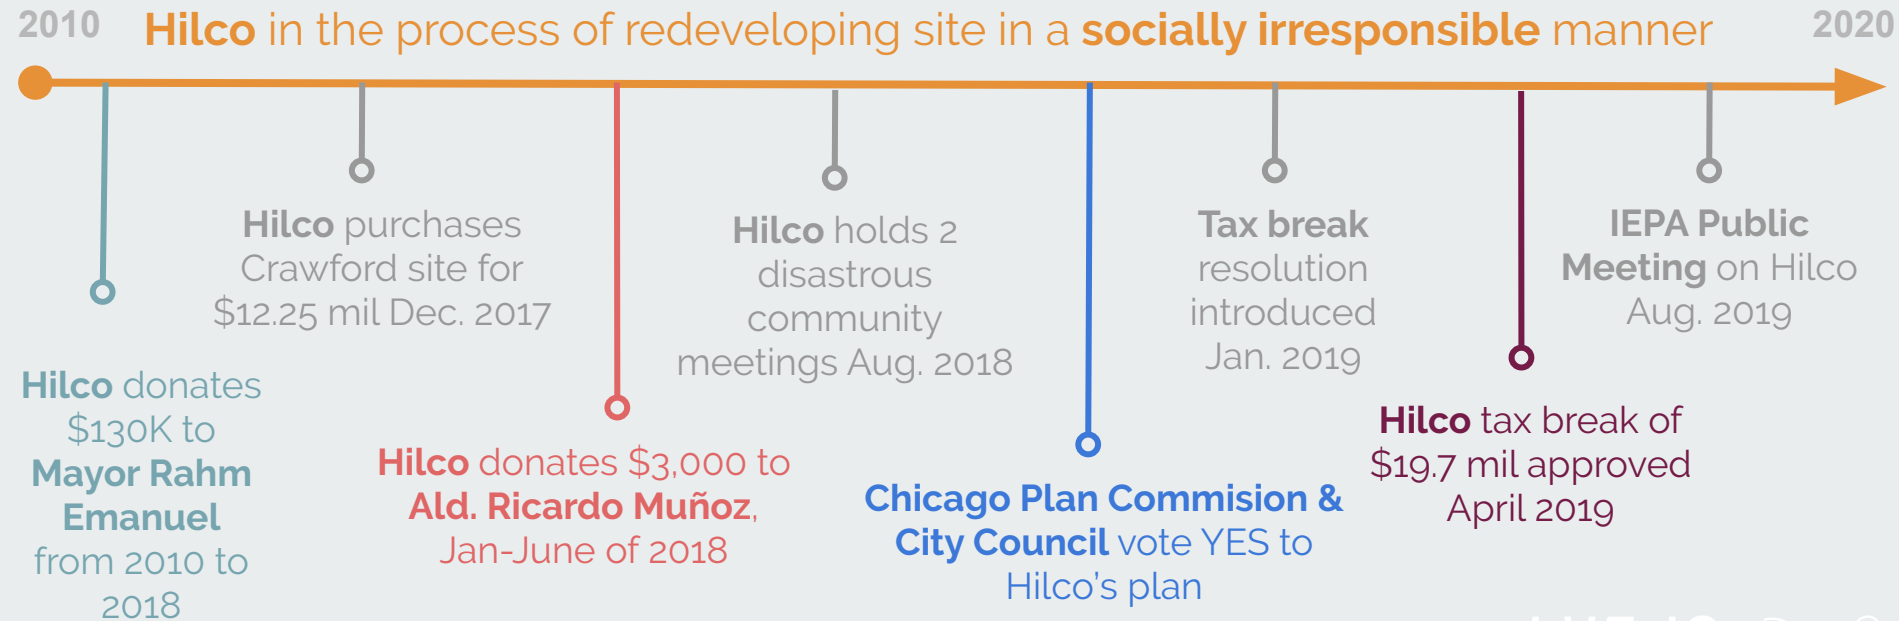 2010
Hilco in the process of redeveloping site in a socially irresponsible manner
2020
Hilco donates
$130K to
Mayor Rahm
Emanuel
from 2010 to
2018
Hilco purchases
Crawford site for
$12.25 mil Dec. 2017
Hilco donates $3,000 to
Ald. Ricardo Muñoz,
Jan-June of 2018
Hilco holds 2
disastrous
community
meetings Aug. 2018
Chicago Plan Commision &
City Council vote YES to
Hilco's plan
Tax break
resolution
introduced
Jan. 2019
Hilco tax break of
$19.7 mil approved
April 2019
IEPA Public
Meeting on Hilco
Aug. 2019